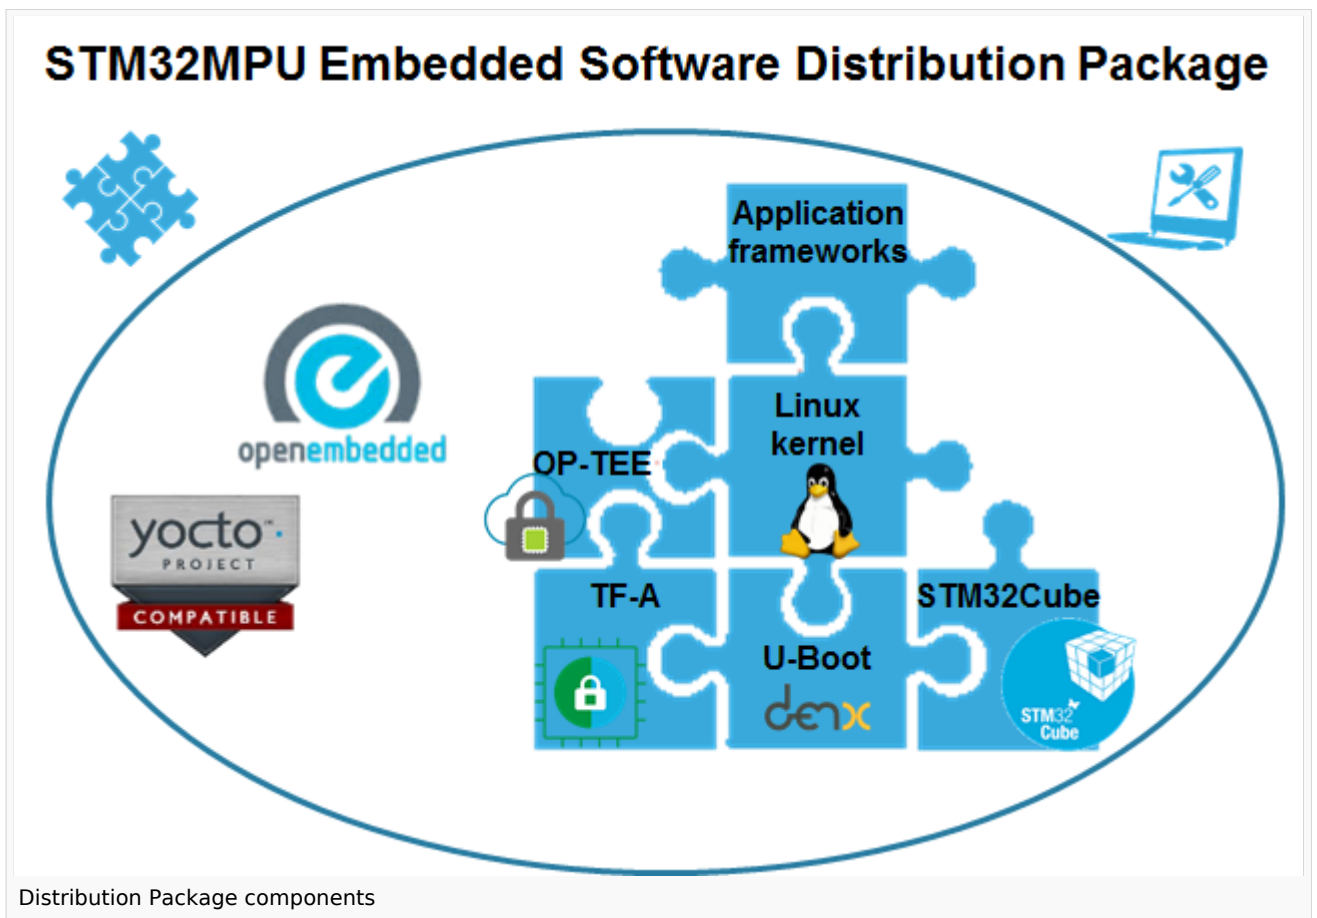 STM32MPU Embedded Software Distribution Package
Application
frameworks
openembedded
Linux
kernel
OP-TEE
yocto™
PROJECT
COMPATIBLE
TF-A
STM32Cube
U-Boot
denx
STM32
Cube
Distribution Package components